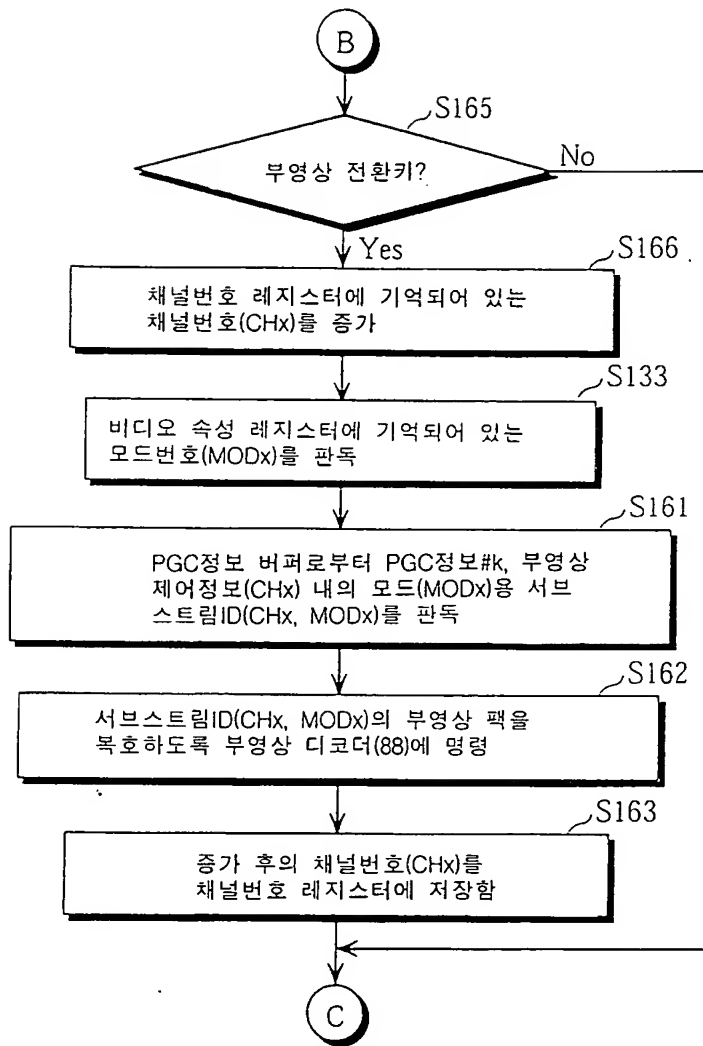 B
S165
부영상 전환키?
No
Yes
S166
채널번호 레지스터에 기억되어 있는
채널번호(CHx)를 증가
S133
비디오 속성 레지스터에 기억되어 있는
모드번호(MODx)를 판독
S161
PGC정보 버퍼로부터 PGC정보#k, 부영상
제어정보(CHx) 내의 모드(MODx)용 서브
스트림ID(CHx, MODx)를 판독
S162
서브스트림ID(CHx, MODx)의 부영상 팩을
복호하도록 부영상 디코더(88)에 명령
S163
증가 후의 채널번호(CHx)를
채널번호 레지스터에 저장함
C